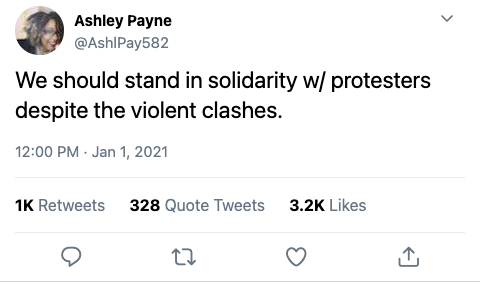 Ashley Payne
@AshlPay582
We should stand in solidarity w/ protesters
despite the violent clashes.
12:00 PM · Jan 1, 2021
1K Retweets 328 Quote Tweets 3.2K Likes